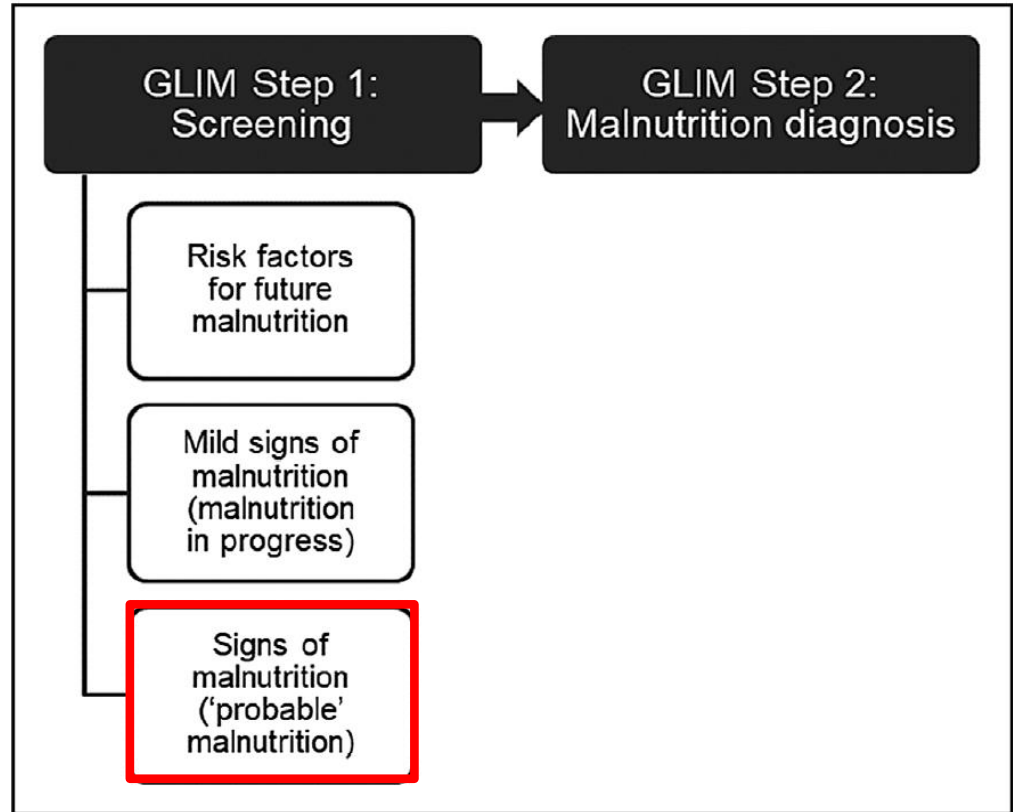 GLIM Step 1:
Screening
GLIM Step 2:
Malnutrition diagnosis
Risk factors
for future
malnutrition
Mild signs of
malnutrition
(malnutrition
in progress)
Signs of
malnutrition
(‘probable’
malnutrition)